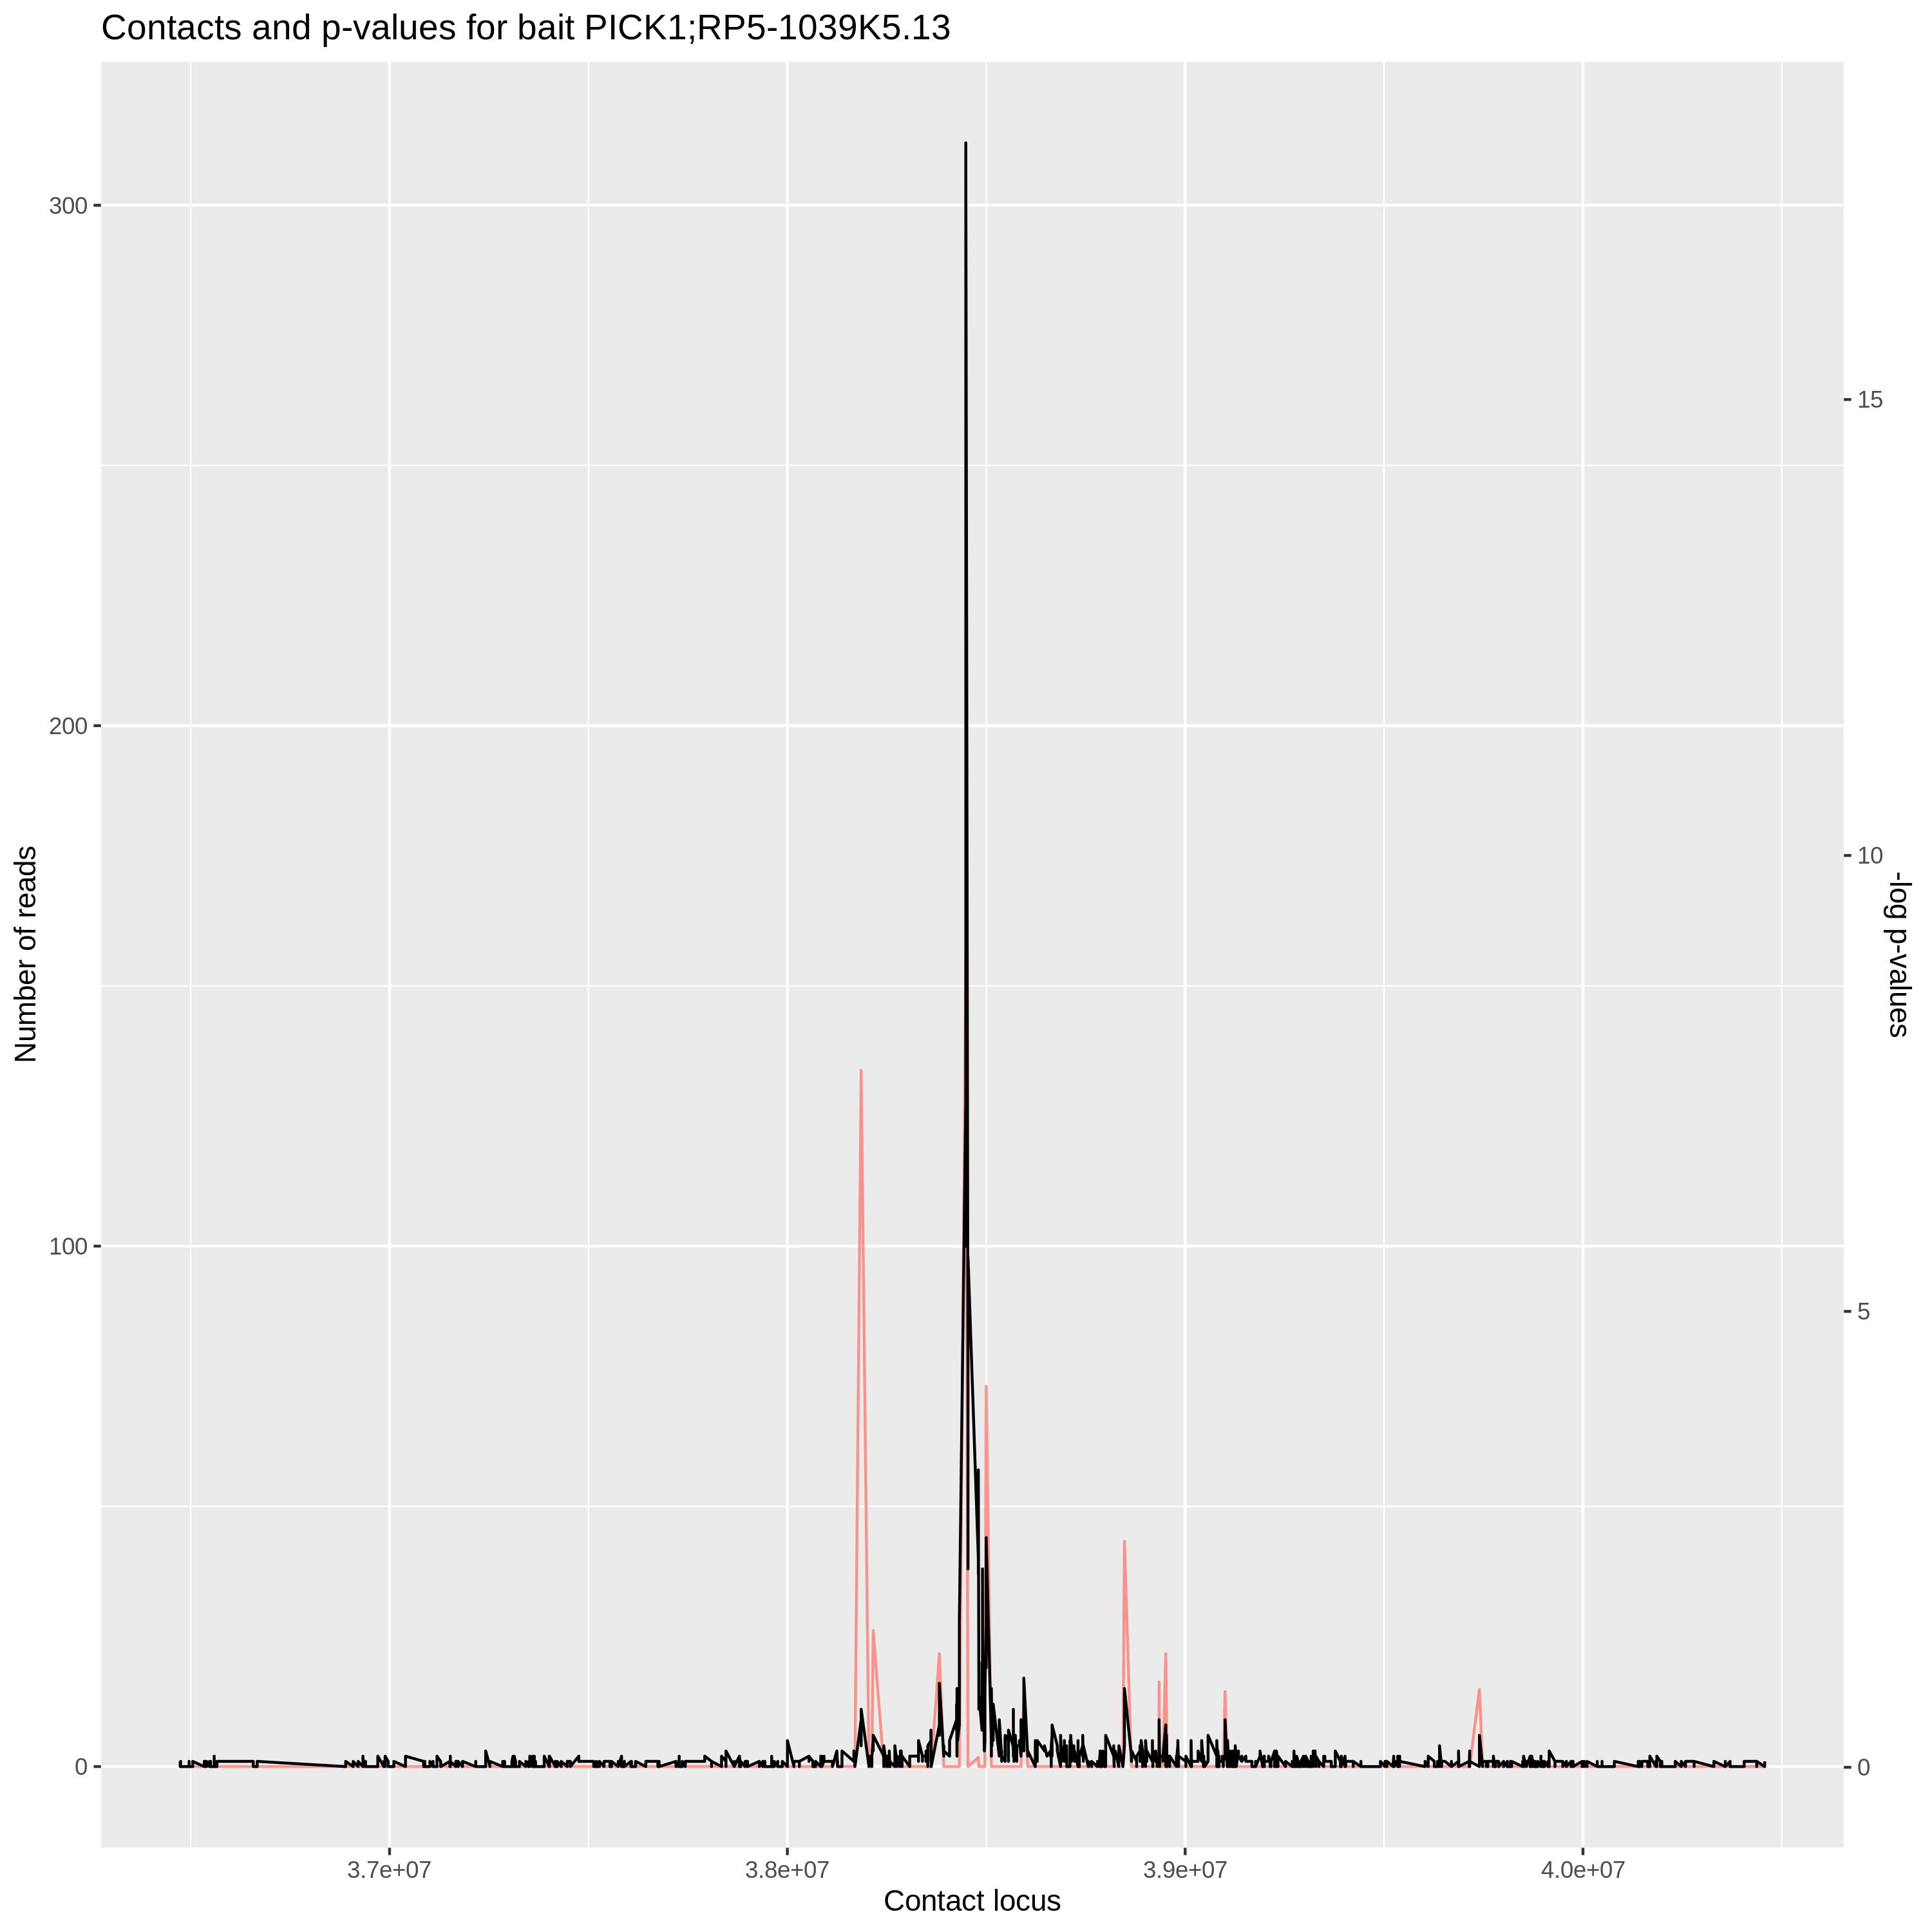 Contacts and p-values for bait PICK1;RP5-1039K5.13
300
200
100
0
15
10
5
0
Number of reads
-log p-values
3.7e+07 3.8e+07 3.9e+07 4.0e+07
Contact locus